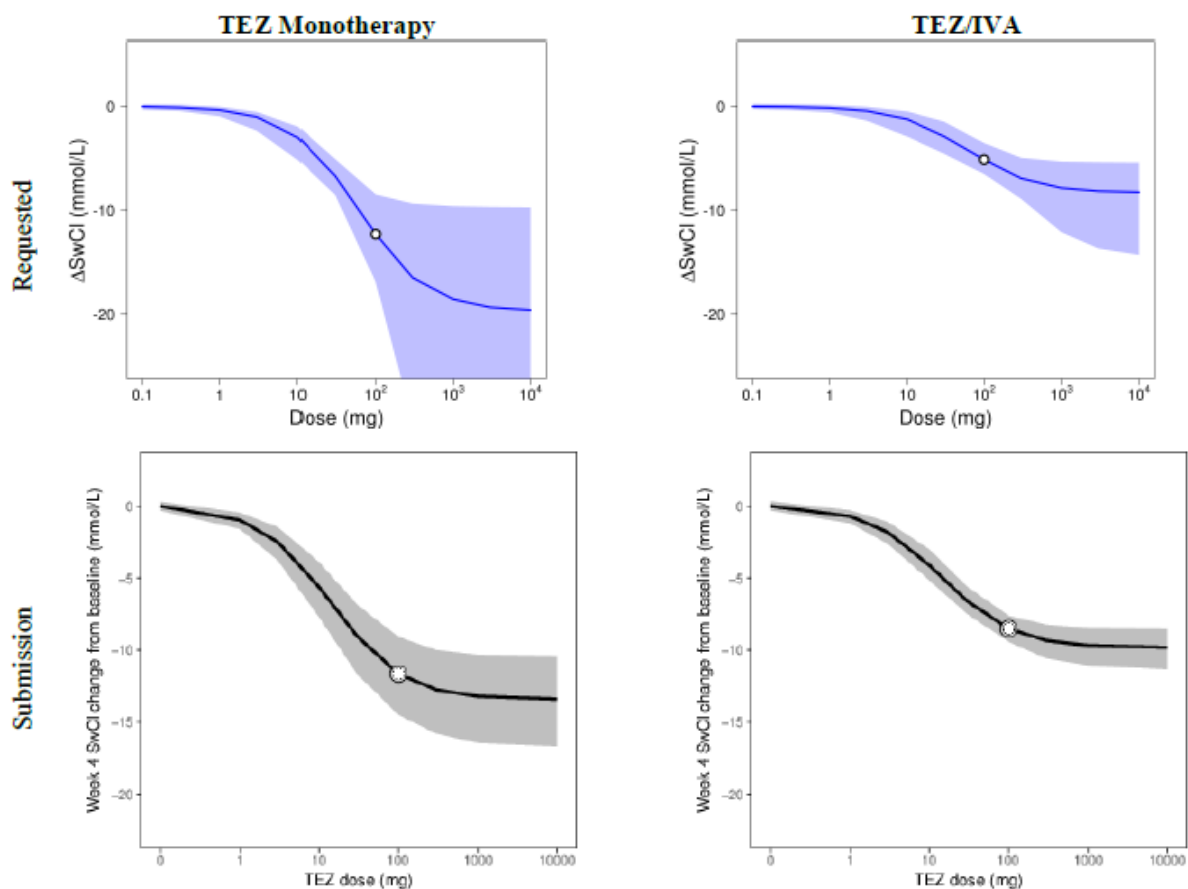 TEZ Monotherapy
TEZ/IVA
Requested
ΔSwCl (mmol/L)
0
-10
-20
0.1 1 10 10² 10³ 10⁴
Dose (mg)
ΔSwCl (mmol/L)
0
-10
-20
0.1 1 10 10² 10³ 10⁴
Dose (mg)
Submission
Week 4 SwCl change from baseline (mmol/L)
0
-5
-10
-15
-20
0 1 10 100 1000 10000
TEZ dose (mg)
Week 4 SwCl change from baseline (mmol/L)
0
-5
-10
-15
-20
0 1 10 100 1000 10000
TEZ dose (mg)